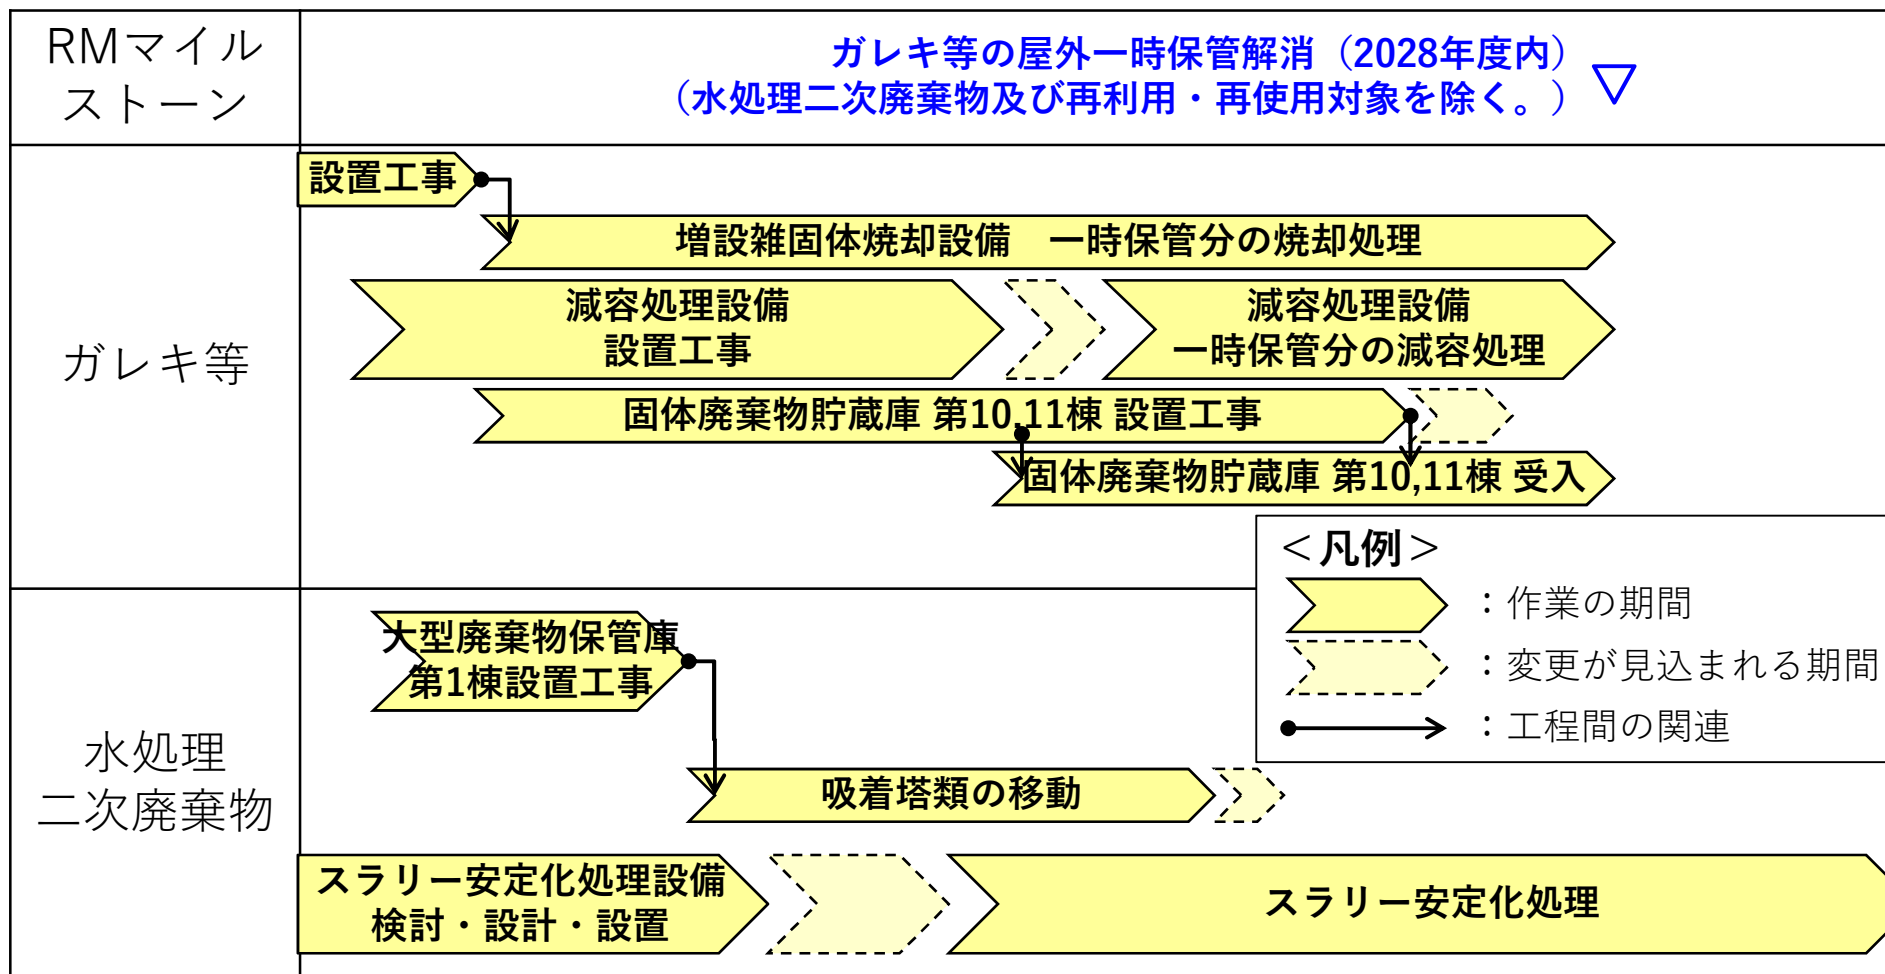 RMマイル
ストーン
ガレキ等の屋外一時保管解消（2028年度内）
（水処理二次廃棄物及び再利用・再使用対象を除く。）
ガレキ等
設置工事
増設雑固体焼却設備　一時保管分の焼却処理
減容処理設備
設置工事
減容処理設備
一時保管分の減容処理
固体廃棄物貯蔵庫 第10,11棟 設置工事
固体廃棄物貯蔵庫 第10,11棟 受入
＜凡例＞
：作業の期間
：変更が見込まれる期間
：工程間の関連
水処理
二次廃棄物
大型廃棄物保管庫
第1棟設置工事
吸着塔類の移動
スラリー安定化処理設備
検討・設計・設置
スラリー安定化処理